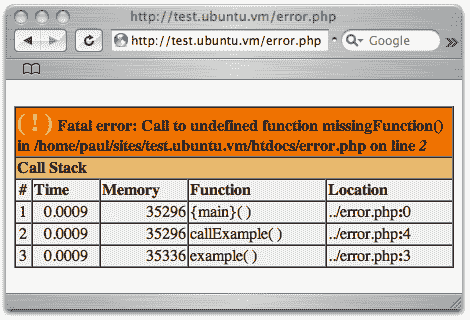 http://test.ubuntu.vm/error.php
http://test.ubuntu.vm/error.php Google
( ! ) Fatal error: Call to undefined function missingFunction()
in /home/paul/sites/test.ubuntu.vm/htdocs/error.php on line 2
Call Stack
# Time Memory Function Location
1 0.0009 35296 {main}( ) ../error.php:0
2 0.0009 35296 callExample( ) ../error.php:4
3 0.0009 35336 example( ) ../error.php:3